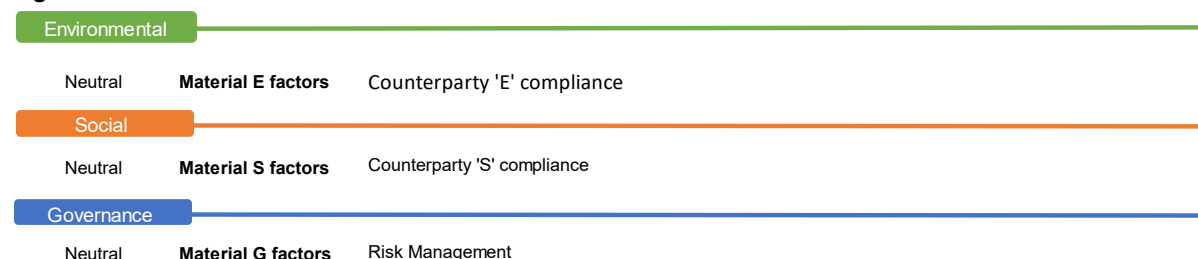 Environmental
Neutral Material E factors Counterparty 'E' compliance
Social
Neutral Material S factors Counterparty 'S' compliance
Governance
Neutral Material G factors Risk Management